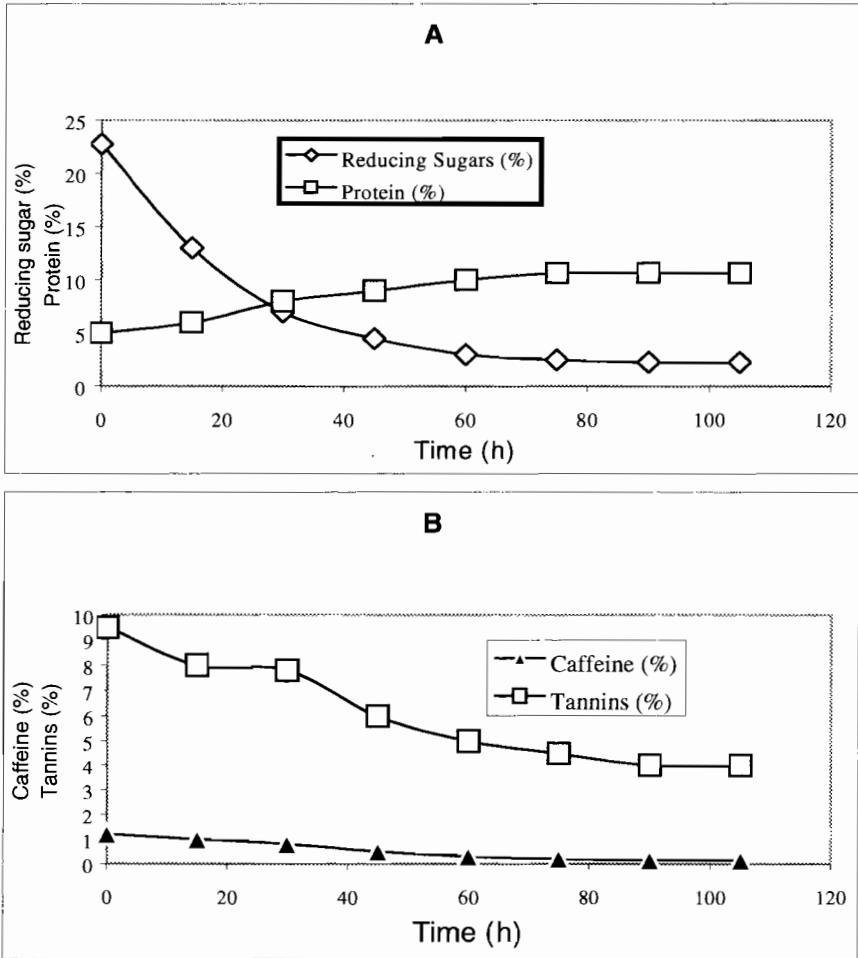 A
25
20
15
10
5
0
Reducing sugar (%)
Protein (%)
Reducing Sugars (%)
Protein (%)
0 20 40 60 80 100 120
Time (h)
B
10
9
8
7
6
5
4
3
2
1
0
Caffeine (%)
Tannins (%)
Caffeine (%)
Tannins (%)
0 20 40 60 80 100 120
Time (h)